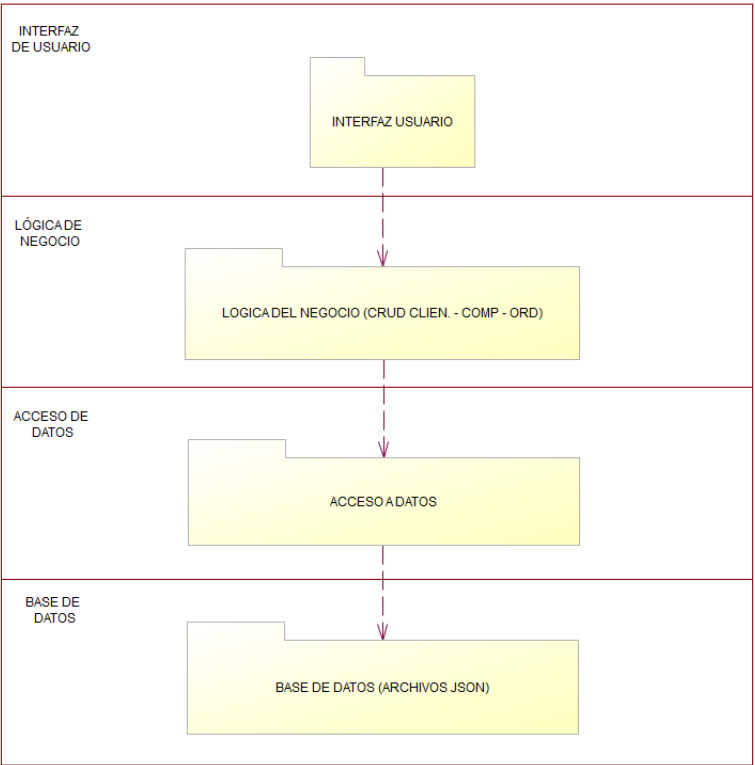 INTERFAZ
DE USUARIO
INTERFAZ USUARIO
LÓGICA DE
NEGOCIO
LOGICA DEL NEGOCIO (CRUD CLIEN. - COMP - ORD)
ACCESO DE
DATOS
ACCESO A DATOS
BASE DE
DATOS
BASE DE DATOS (ARCHIVOS JSON)